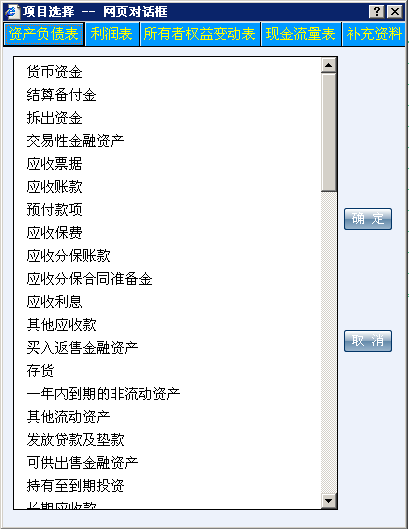 项目选择 -- 网页对话框
资产负债表 利润表 所有者权益变动表 现金流量表 补充资料
货币资金
结算备付金
拆出资金
交易性金融资产
应收票据
应收账款
预付款项
应收保费
应收分保账款
应收分保合同准备金
应收利息
其他应收款
买入返售金融资产
存货
一年内到期的非流动资产
其他流动资产
发放贷款及垫款
可供出售金融资产
持有至到期投资
长期应收款
确 定
取 消